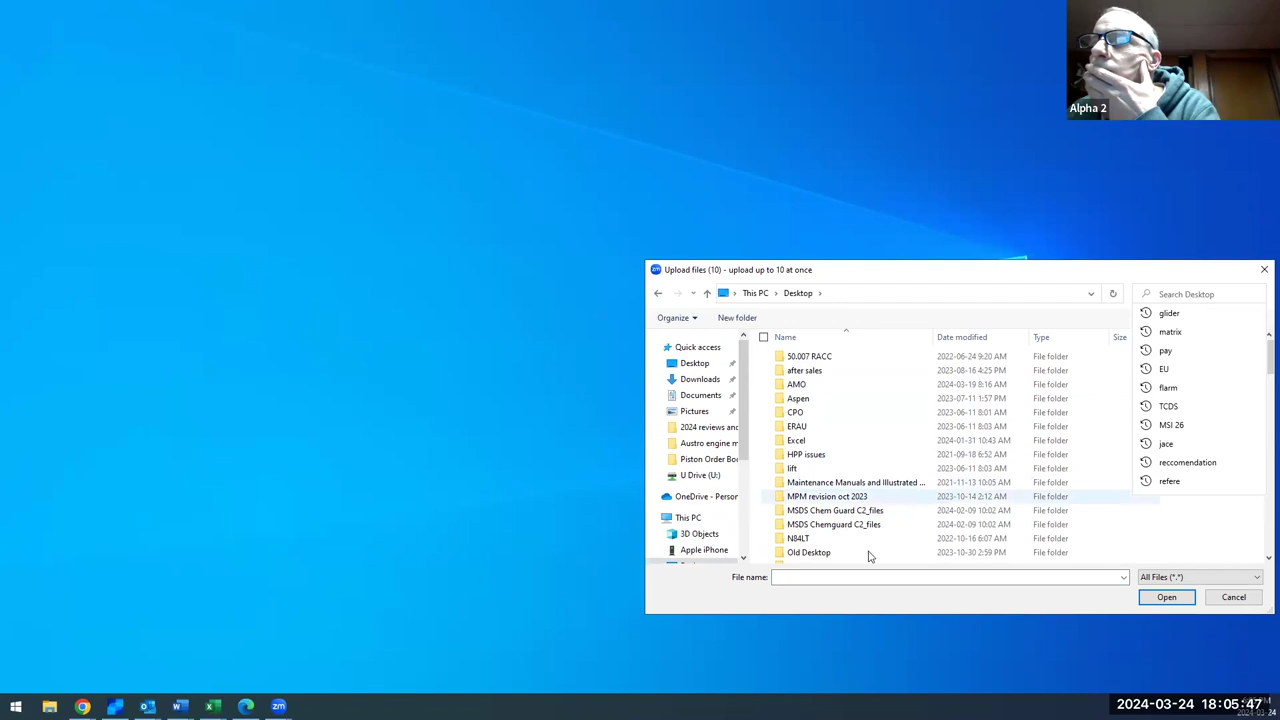 Alpha 2
zm Upload files (10) - upload up to 10 at once
This PC > Desktop >
Search Desktop
Organize
New folder
glider
matrix
pay
EU
flarm
TCDS
MSI 26
jace
reccomendation
refere
Name Date modified Type Size
Quick access
Desktop
Downloads
Documents
Pictures
2024 reviews and
Austro engine m
Piston Order Bo
U Drive (U:)
OneDrive - Person
This PC
3D Objects
Apple iPhone
50.007 RACC 2022-06-24 9:20 AM File folder
after sales 2023-08-16 4:25 PM File folder
AMO 2024-03-19 8:16 AM File folder
Aspen 2023-07-11 1:57 PM File folder
CPO 2023-06-11 8:01 AM File folder
ERAU 2023-06-11 8:03 AM File folder
Excel 2024-01-31 10:43 AM File folder
HPP issues 2021-09-18 6:52 AM File folder
lift 2023-06-11 8:03 AM File folder
Maintenance Manuals and Illustrated ... 2021-11-13 10:05 AM File folder
MPM revision oct 2023 2023-10-14 2:12 AM File folder
MSDS Chem Guard C2_files 2024-02-09 10:02 AM File folder
MSDS Chemguard C2_files 2024-02-09 10:02 AM File folder
N84LT 2022-10-16 6:07 AM File folder
Old Desktop 2023-10-30 2:59 PM File folder
File name:
All Files (*.*)
Open
Cancel
zm
2024-03-24 18:05:47
2024-03-24